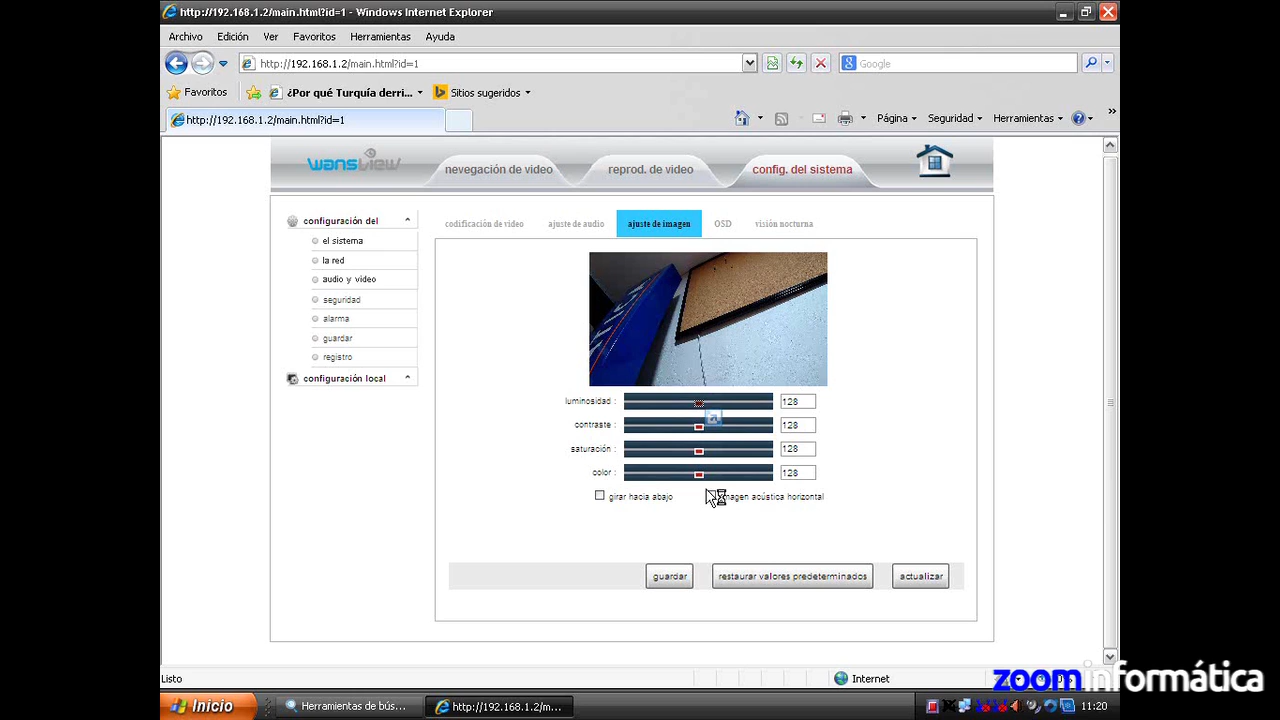 http://192.168.1.2/main.html?id=1 - Windows Internet Explorer
Archivo Edición Ver Favoritos Herramientas Ayuda
http://192.168.1.2/main.html?id=1
Google
Favoritos
¿Por qué Turquía derri...
Sitios sugeridos
http://192.168.1.2/main.html?id=1
Página Seguridad Herramientas
wansview
nevegación de video
reprod. de video
config. del sistema
configuración del
el sistema
la red
audio y vídeo
seguridad
alarma
guardar
registro
configuración local
codificación de video
ajuste de audio
ajuste de imagen
OSD
visión nocturna
luminosidad : 128
contraste : 128
saturación : 128
color : 128
girar hacia abajo
imagen acústica horizontal
guardar
restaurar valores predeterminados
actualizar
Listo
Internet
zoominformática
Inicio
Herramientas de bús...
http://192.168.1.2/m...
11:20